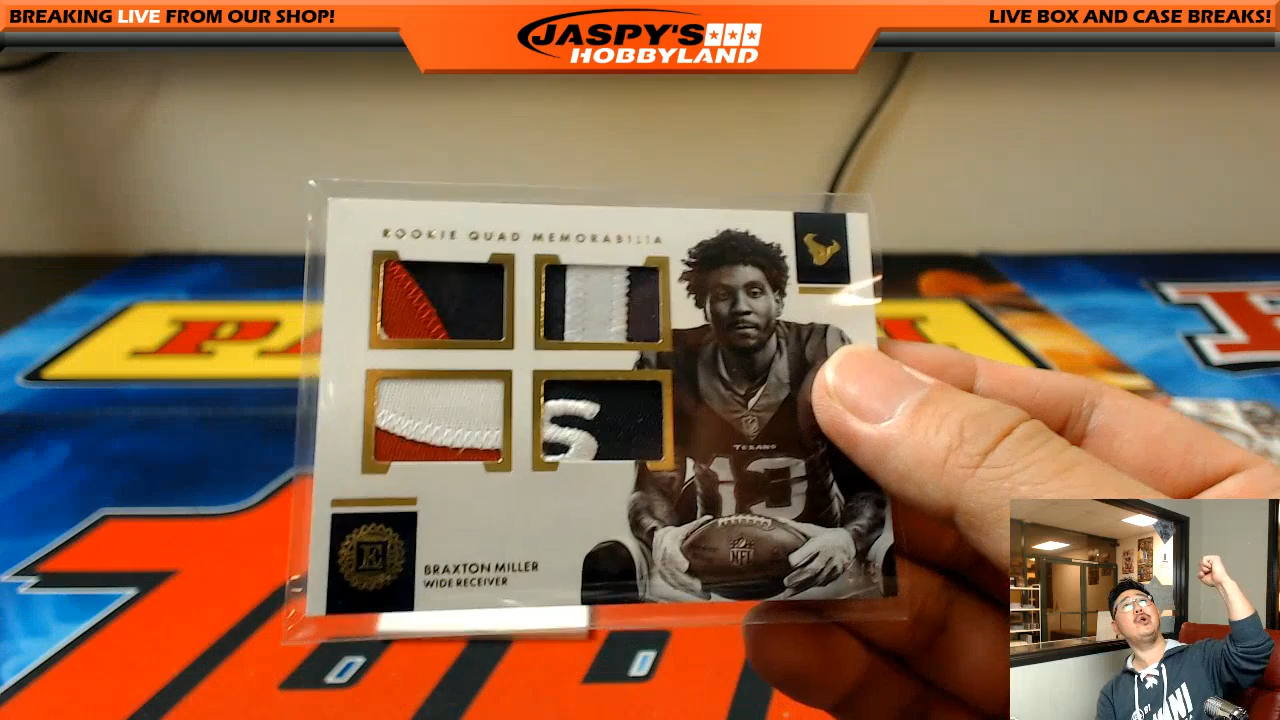 BREAKING LIVE FROM OUR SHOP!
JASPY'S
HOBBYLAND
LIVE BOX AND CASE BREAKS!
ROOKIE QUAD MEMORABILIA
S
TEXANS
13
NFL
E
BRAXTON MILLER
WIDE RECEIVER